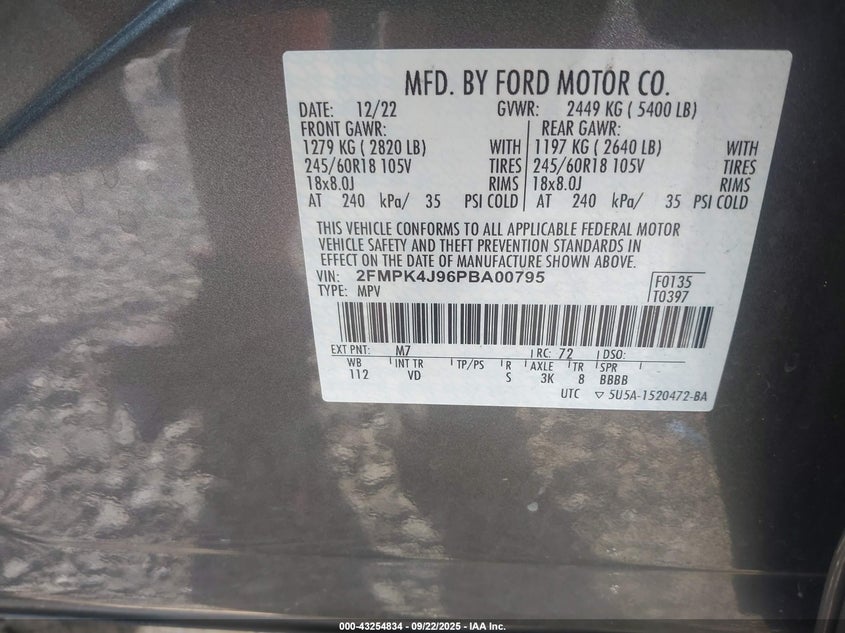 MFD. BY FORD MOTOR CO.
DATE: 12/22 GVWR: 2449 KG ( 5400 LB)
FRONT GAWR: REAR GAWR:
1279 KG ( 2820 LB) WITH 1197 KG ( 2640 LB) WITH
245/60R18 105V TIRES 245/60R18 105V TIRES
18x8.0J RIMS 18x8.0J RIMS
AT 240 kPa/ 35 PSI COLD AT 240 kPa/ 35 PSI COLD
THIS VEHICLE CONFORMS TO ALL APPLICABLE FEDERAL MOTOR
VEHICLE SAFETY AND THEFT PREVENTION STANDARDS IN
EFFECT ON THE DATE OF MANUFACTURE SHOWN ABOVE.
VIN: 2FMPK4J96PBA00795 F0135
TYPE: MPV T0397
EXT PNT: M7 RC: 72 DSO:
WB INT TR TP/PS R AXLE TR SPR
112 VD S 3K 8 BBBB
UTC ▽ 5U5A-1520472-BA
000-43254834 - 09/22/2025 - IAA Inc.